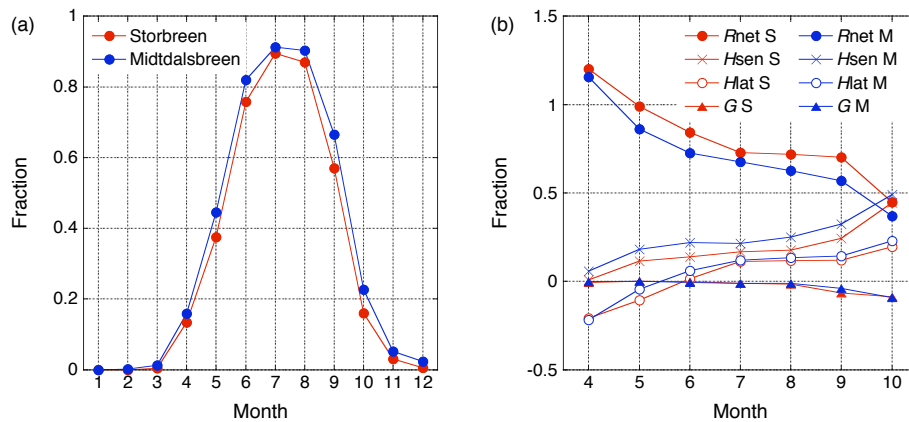 (a)
Storbreen
Midtdalsbreen
Fraction
1
0.8
0.6
0.4
0.2
0
1 2 3 4 5 6 7 8 9 10 11 12
Month
(b)
Rnet S Rnet M
Hsen S Hsen M
Hlat S Hlat M
G S G M
Fraction
1.5
1
0.5
0
-0.5
4 5 6 7 8 9 10
Month